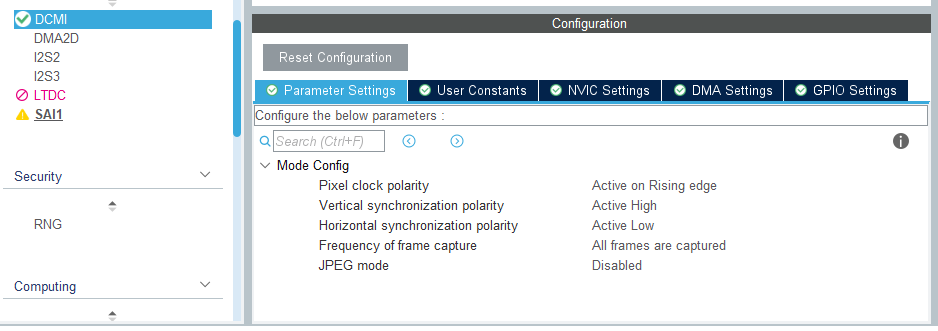 DCMI
DMA2D
I2S2
I2S3
LTDC
SAI1
Security
RNG
Computing
Configuration
Reset Configuration
Parameter Settings User Constants NVIC Settings DMA Settings GPIO Settings
Configure the below parameters :
Search (Ctrl+F)
Mode Config
Pixel clock polarity Active on Rising edge
Vertical synchronization polarity Active High
Horizontal synchronization polarity Active Low
Frequency of frame capture All frames are captured
JPEG mode Disabled